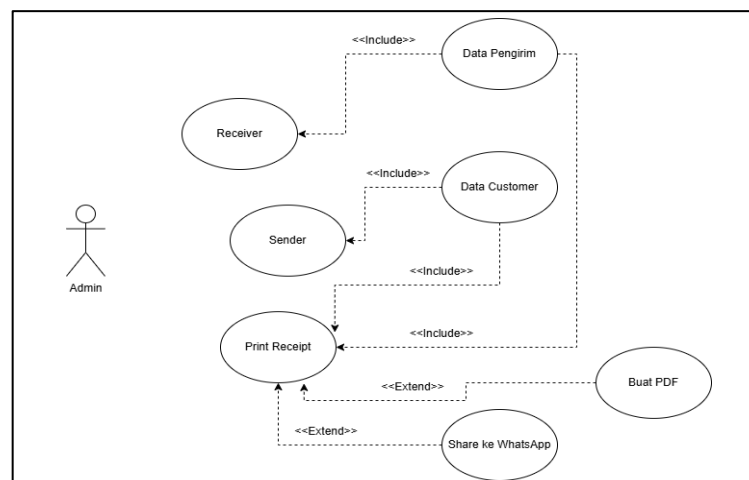 <<Include>>
Data Pengirim
Receiver
<<Include>>
Data Customer
Sender
Admin
<<Include>>
<<Include>>
Print Receipt
<<Extend>>
Buat PDF
<<Extend>>
Share ke WhatsApp